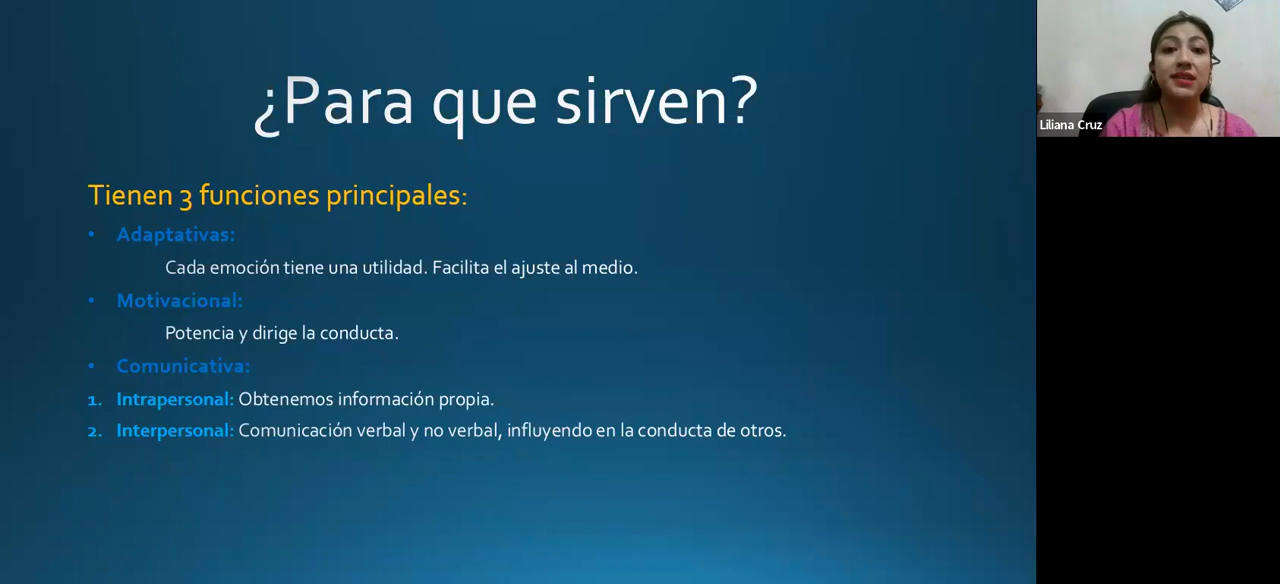 ¿Para que sirven?
Tienen 3 funciones principales:
• Adaptativas:
Cada emoción tiene una utilidad. Facilita el ajuste al medio.
• Motivacional:
Potencia y dirige la conducta.
• Comunicativa:
1. Intrapersonal: Obtenemos información propia.
2. Interpersonal: Comunicación verbal y no verbal, influyendo en la conducta de otros.
Liliana Cruz